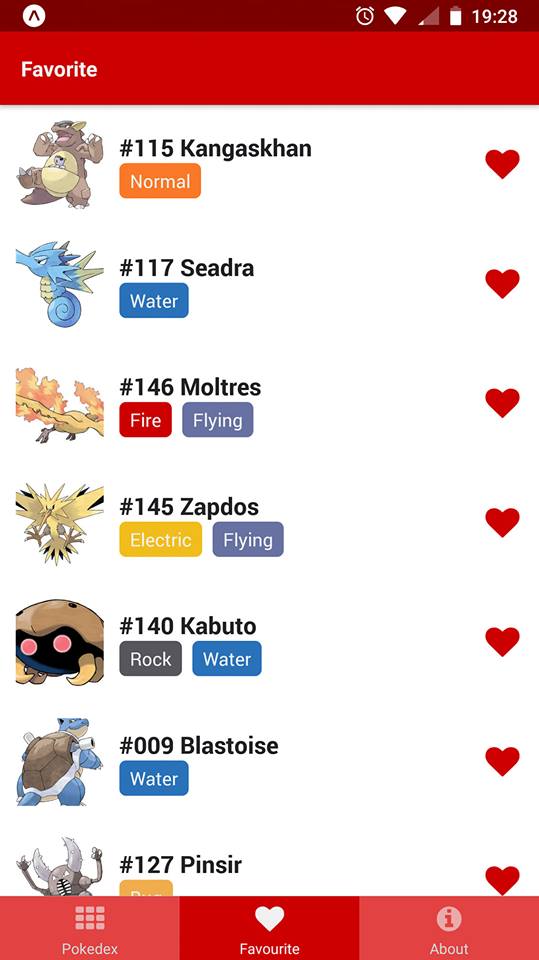 19:28
Favorite
#115 Kangaskhan
Normal
#117 Seadra
Water
#146 Moltres
Fire Flying
#145 Zapdos
Electric Flying
#140 Kabuto
Rock Water
#009 Blastoise
Water
#127 Pinsir
Bug
Pokedex Favourite About